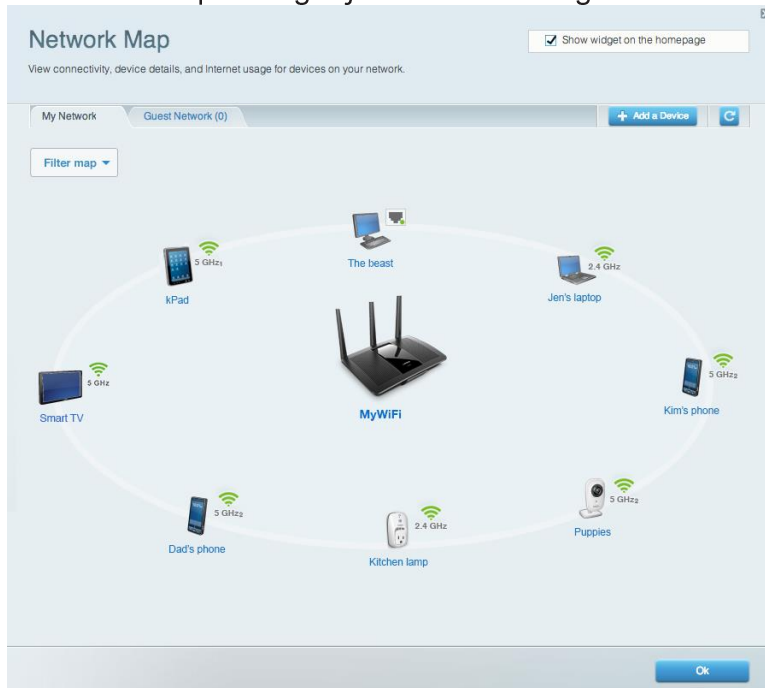 Network Map
Show widget on the homepage
View connectivity, device details, and Internet usage for devices on your network.
My Network
Guest Network (0)
+ Add a Device
Filter map
The beast
5 GHz1
kPad
2.4 GHz
Jen's laptop
5 GHz
Smart TV
MyWiFi
5 GHz2
Kim's phone
5 GHz2
Dad's phone
2.4 GHz
Kitchen lamp
5 GHz2
Puppies
Ok